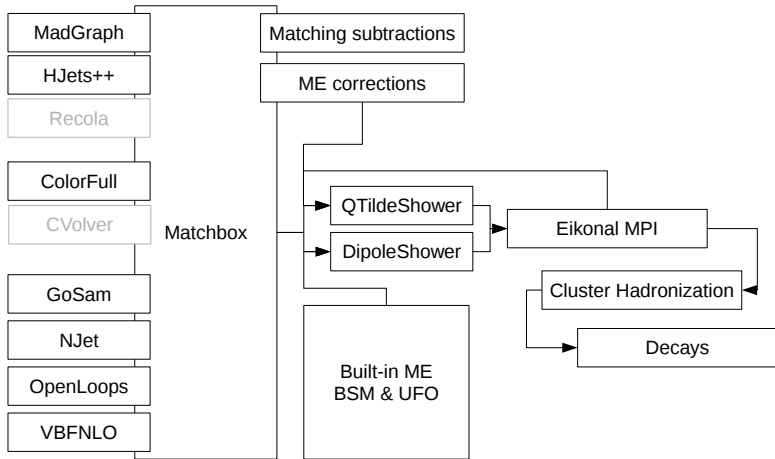 MadGraph
HJets++
Recola
ColorFull
CVolver
GoSam
NJet
OpenLoops
VBFNLO
Matchbox
Matching subtractions
ME corrections
QTildeShower
DipoleShower
Built-in ME
BSM & UFO
Eikonal MPI
Cluster Hadronization
Decays